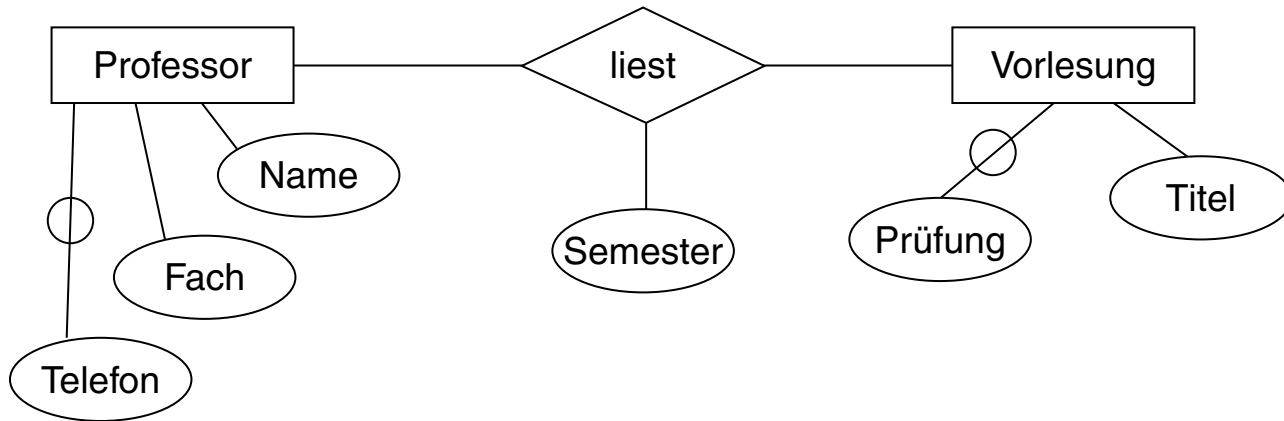 Professor
liest
Vorlesung
Name
Fach
Telefon
Semester
Prüfung
Titel